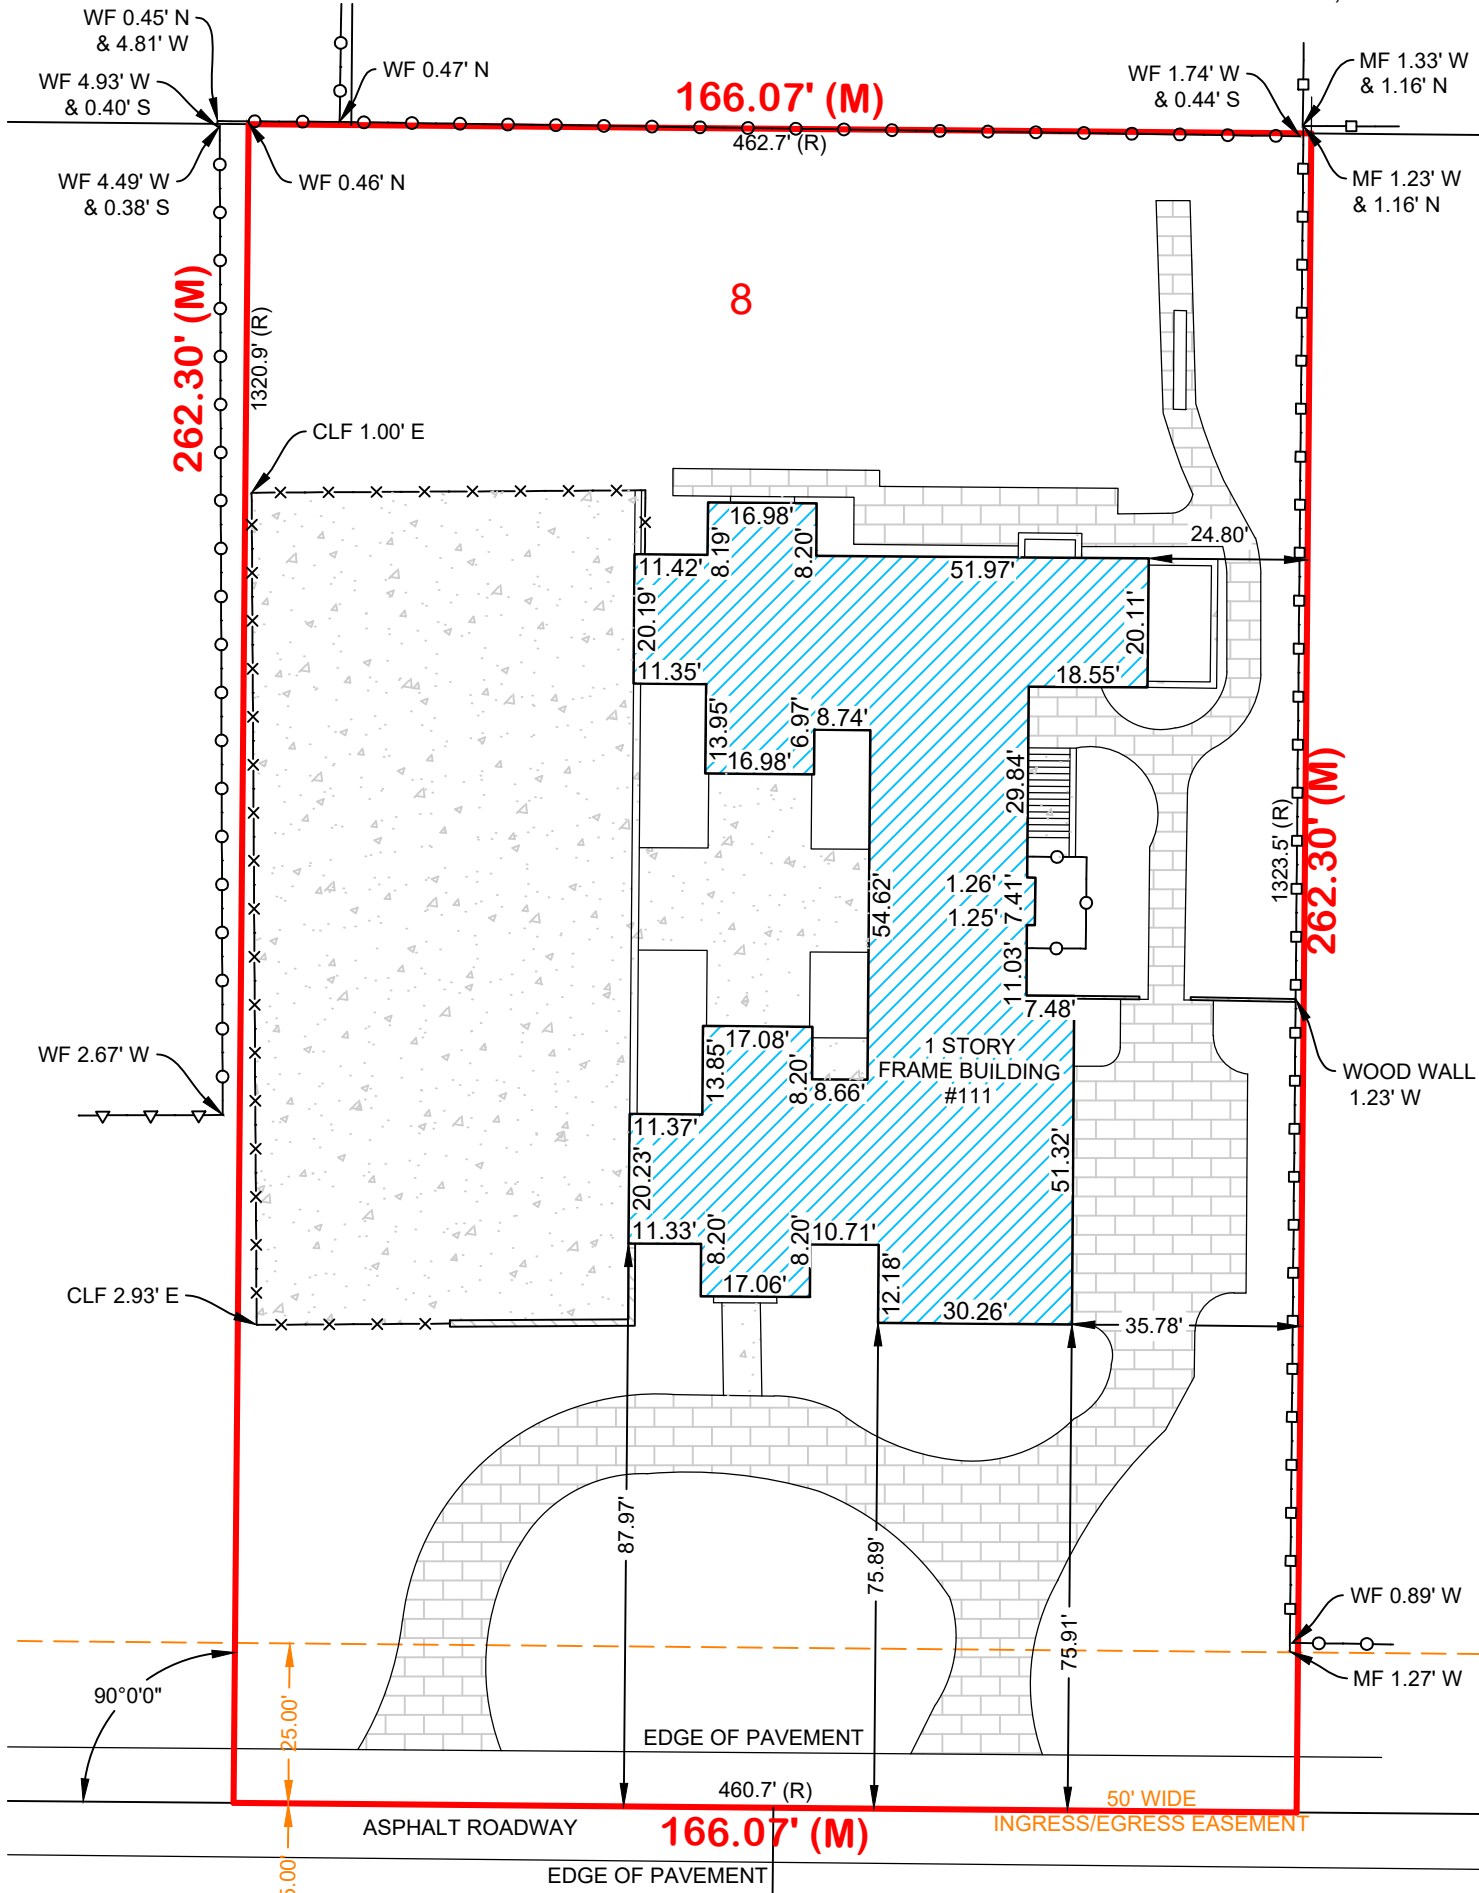 WF 0.45' N
& 4.81' W
WF 4.93' W
& 0.40' S
WF 0.47' N
166.07' (M)
462.7' (R)
WF 1.74' W
& 0.44' S
MF 1.33' W
& 1.16' N
WF 4.49' W
& 0.38' S
WF 0.46' N
MF 1.23' W
& 1.16' N
262.30' (M)
1320.9' (R)
8
CLF 1.00' E
16.98'
8.19'
8.20'
11.42'
51.97'
24.80'
20.19'
20.11'
11.35'
18.55'
13.95'
6.97'
8.74'
16.98'
29.84'
1323.5' (R)
262.30' (M)
54.62'
1.26'
7.41'
1.25'
11.03'
7.48'
17.08'
13.85'
8.20'
8.66'
1 STORY
FRAME BUILDING
#111
WF 2.67' W
WOOD WALL
1.23' W
11.37'
20.23'
51.32'
11.33'
8.20'
8.20'
10.71'
17.06'
12.18'
30.26'
35.78'
CLF 2.93' E
87.97'
75.89'
75.91'
WF 0.89' W
MF 1.27' W
90°0'0"
25.00'
EDGE OF PAVEMENT
460.7' (R)
50' WIDE
INGRESS/EGRESS EASEMENT
ASPHALT ROADWAY
166.07' (M)
EDGE OF PAVEMENT